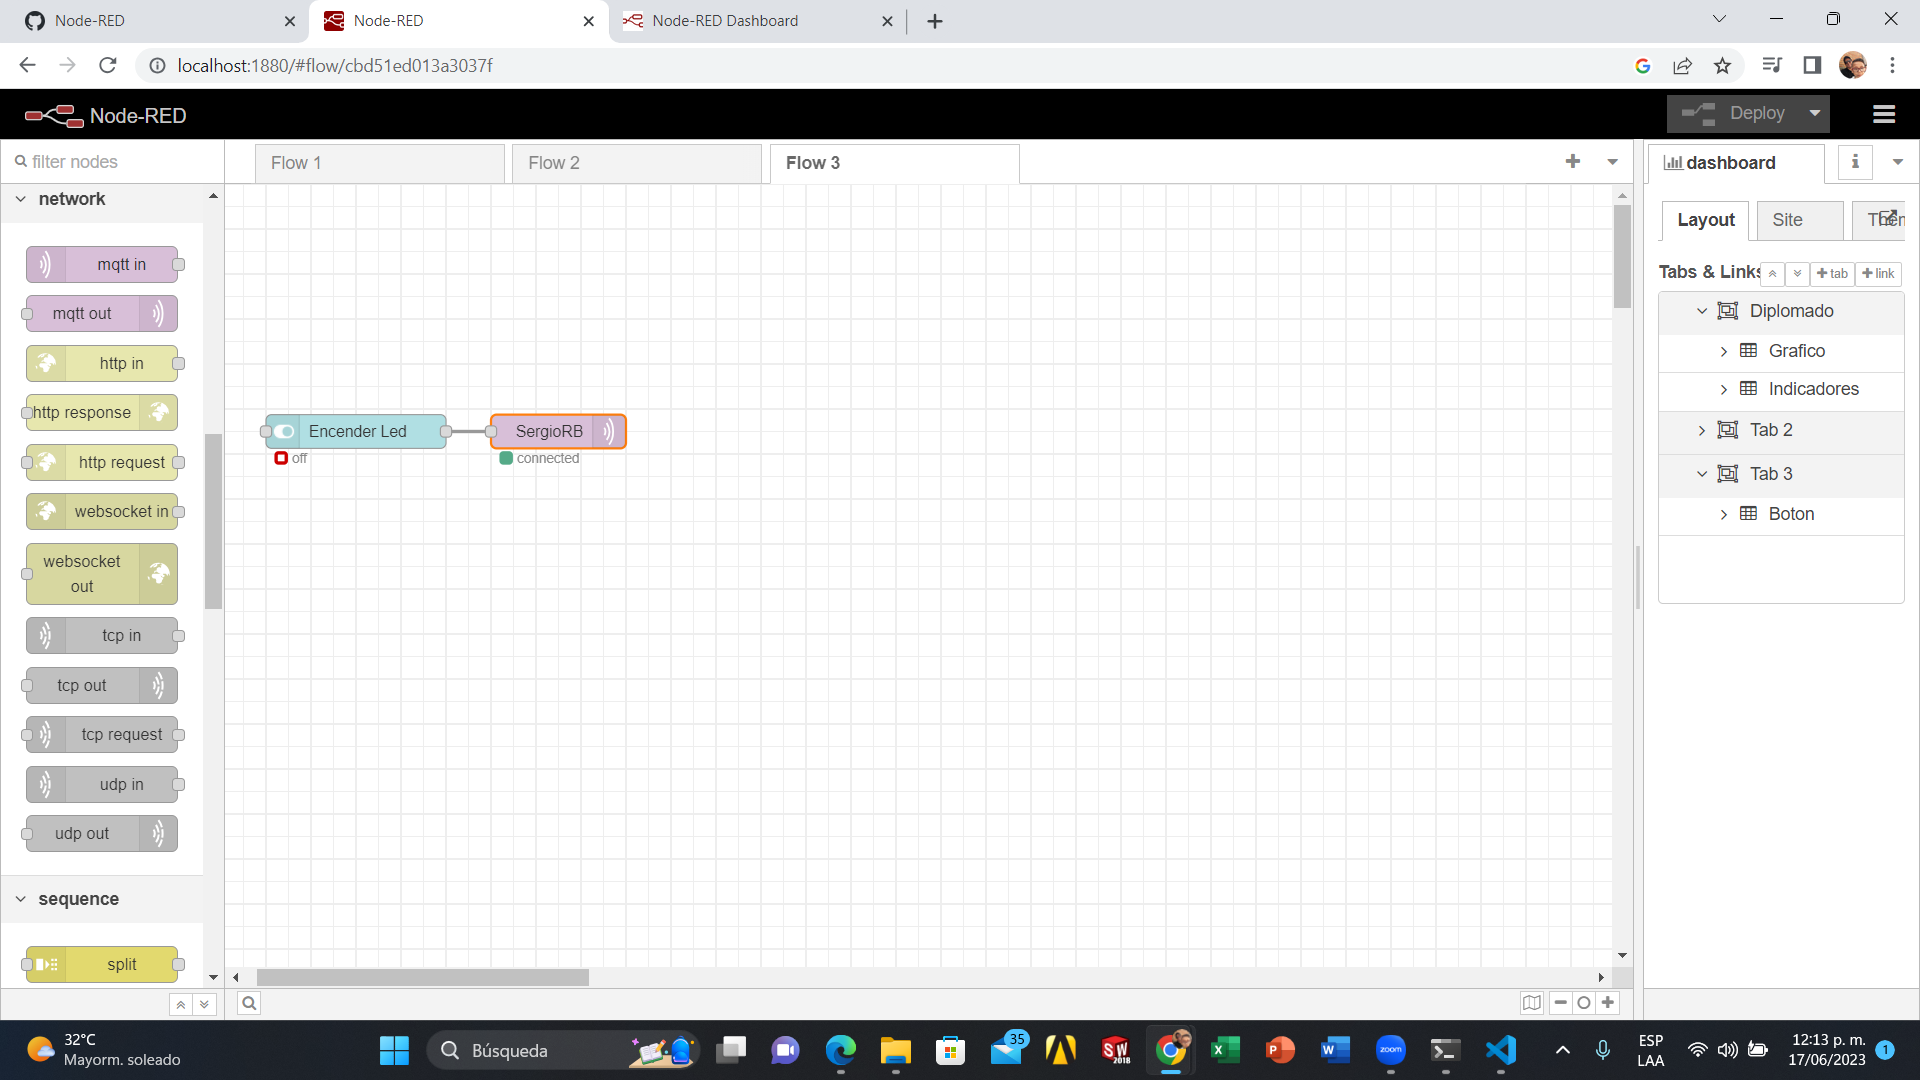 Node-RED
Node-RED
Node-RED Dashboard
localhost:1880/#flow/cbd51ed013a3037f
Node-RED
Deploy
filter nodes
Flow 1
Flow 2
Flow 3
dashboard
i
network
Layout
Site
Tabs & Links
tab
link
mqtt in
mqtt out
http in
http response
http request
websocket in
websocket
out
tcp in
tcp out
tcp request
udp in
udp out
sequence
split
Encender Led
off
SergioRB
connected
Diplomado
Grafico
Indicadores
Tab 2
Tab 3
Boton
32°C
Mayorm. soleado
Búsqueda
35
SW
2018
zoom
ESP
LAA
12:13 p. m.
17/06/2023
1